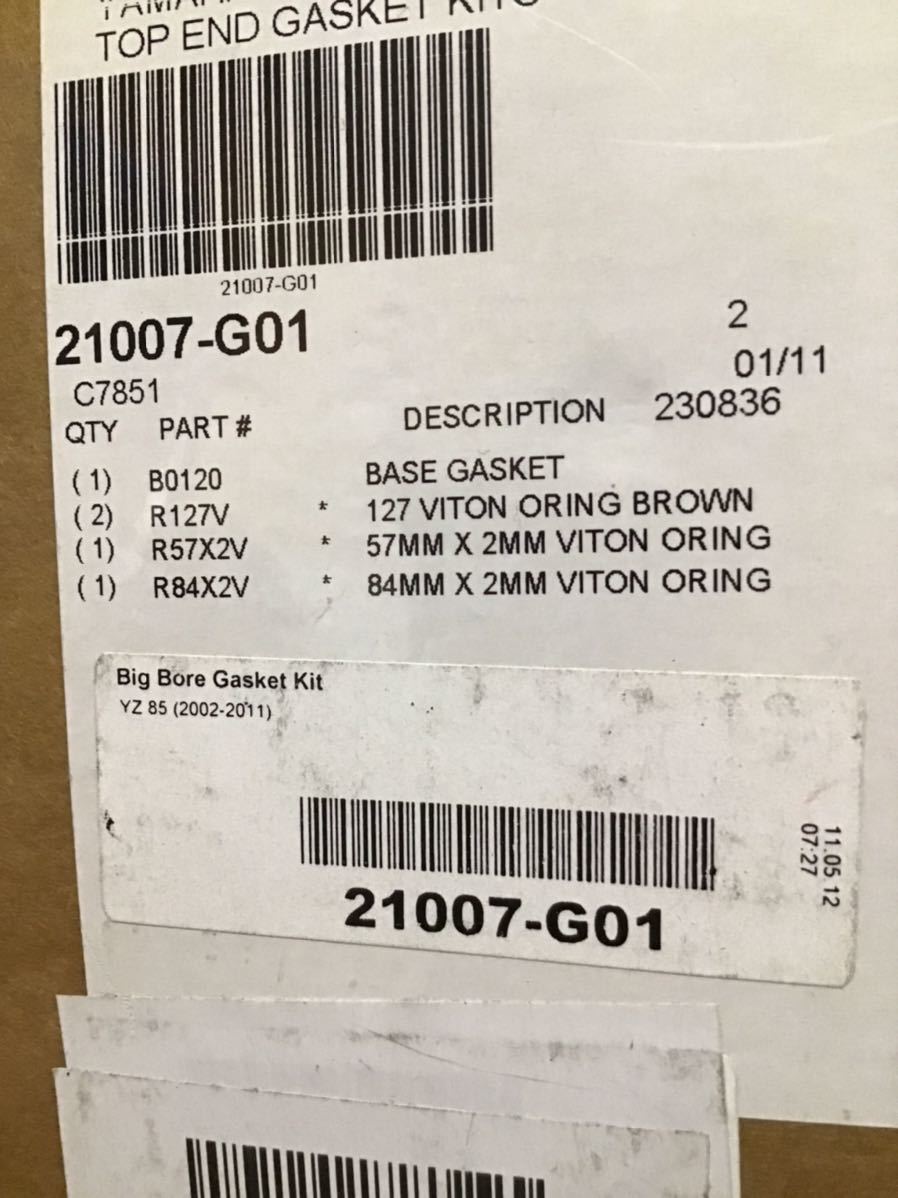 TOP END GASKET
21007-G01
21007-G01 2
C7851 01/11
QTY PART # DESCRIPTION 230836
(1) B0120 BASE GASKET
(2) R127V * 127 VITON ORING BROWN
(1) R57X2V * 57MM X 2MM VITON ORING
(1) R84X2V * 84MM X 2MM VITON ORING
Big Bore Gasket Kit
YZ 85 (2002-2011)
11.05 12
07:27
21007-G01